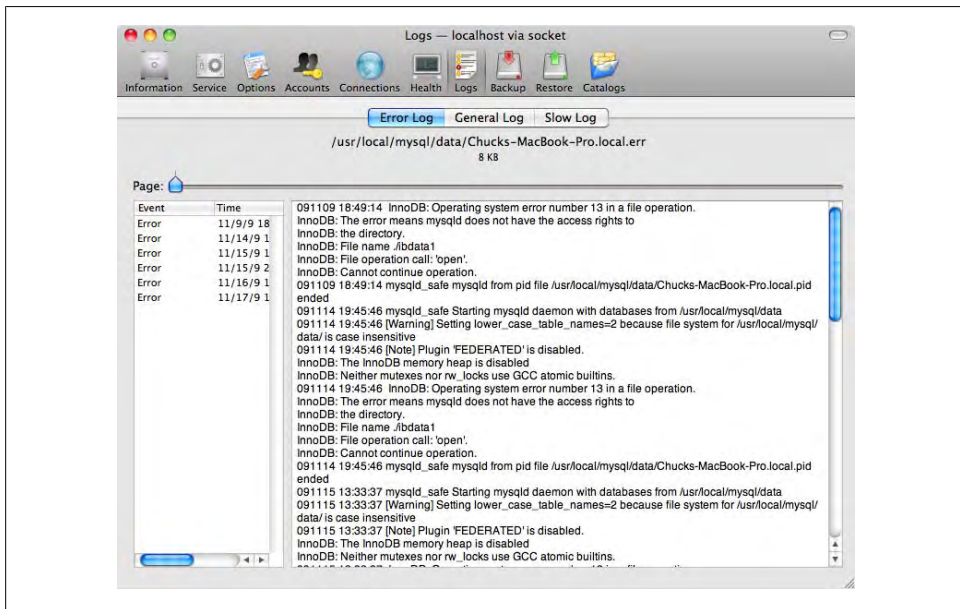 Logs — localhost via socket
Information Service Options Accounts Connections Health Logs Backup Restore Catalogs
Error Log General Log Slow Log
/usr/local/mysql/data/Chucks-MacBook-Pro.local.err
8 KB
Page:
Event Time
Error 11/9/9 18
Error 11/14/9 1
Error 11/15/9 1
Error 11/15/9 2
Error 11/16/9 1
Error 11/17/9 1
091109 18:49:14 InnoDB: Operating system error number 13 in a file operation.
InnoDB: The error means mysqld does not have the access rights to
InnoDB: the directory.
InnoDB: File name ./ibdata1
InnoDB: File operation call: 'open'.
InnoDB: Cannot continue operation.
091109 18:49:14 mysqld_safe mysqld from pid file /usr/local/mysql/data/Chucks-MacBook-Pro.local.pid
ended
091114 19:45:46 mysqld_safe Starting mysqld daemon with databases from /usr/local/mysql/data
091114 19:45:46 [Warning] Setting lower_case_table_names=2 because file system for /usr/local/mysql/
data/ is case insensitive
091114 19:45:46 [Note] Plugin 'FEDERATED' is disabled.
InnoDB: The InnoDB memory heap is disabled
InnoDB: Neither mutexes nor rw_locks use GCC atomic builtins.
091114 19:45:46 InnoDB: Operating system error number 13 in a file operation.
InnoDB: The error means mysqld does not have the access rights to
InnoDB: the directory.
InnoDB: File name ./ibdata1
InnoDB: File operation call: 'open'.
InnoDB: Cannot continue operation.
091114 19:45:46 mysqld_safe mysqld from pid file /usr/local/mysql/data/Chucks-MacBook-Pro.local.pid
ended
091115 13:33:37 mysqld_safe Starting mysqld daemon with databases from /usr/local/mysql/data
091115 13:33:37 [Warning] Setting lower_case_table_names=2 because file system for /usr/local/mysql/
data/ is case insensitive
091115 13:33:37 [Note] Plugin 'FEDERATED' is disabled.
InnoDB: The InnoDB memory heap is disabled
InnoDB: Neither mutexes nor rw_locks use GCC atomic builtins.